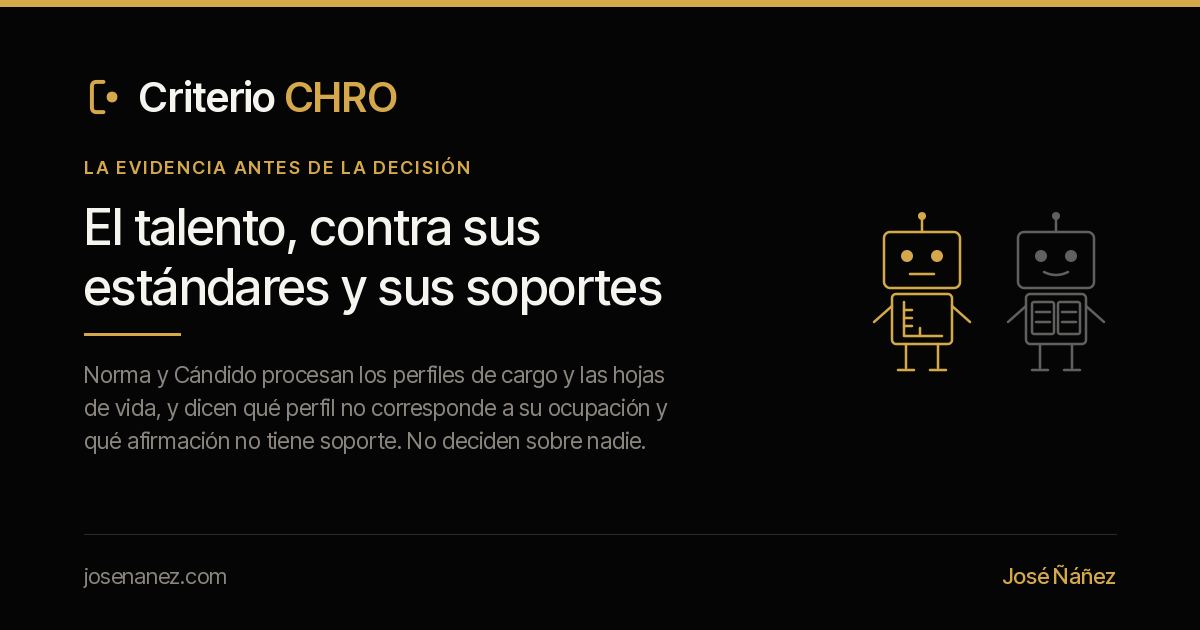 Criterio CHRO
LA EVIDENCIA ANTES DE LA DECISIÓN
El talento, contra sus
estándares y sus soportes
Norma y Cándido procesan los perfiles de cargo y las hojas
de vida, y dicen qué perfil no corresponde a su ocupación y
qué afirmación no tiene soporte. No deciden sobre nadie.
josenanez.com
José Ñáñez